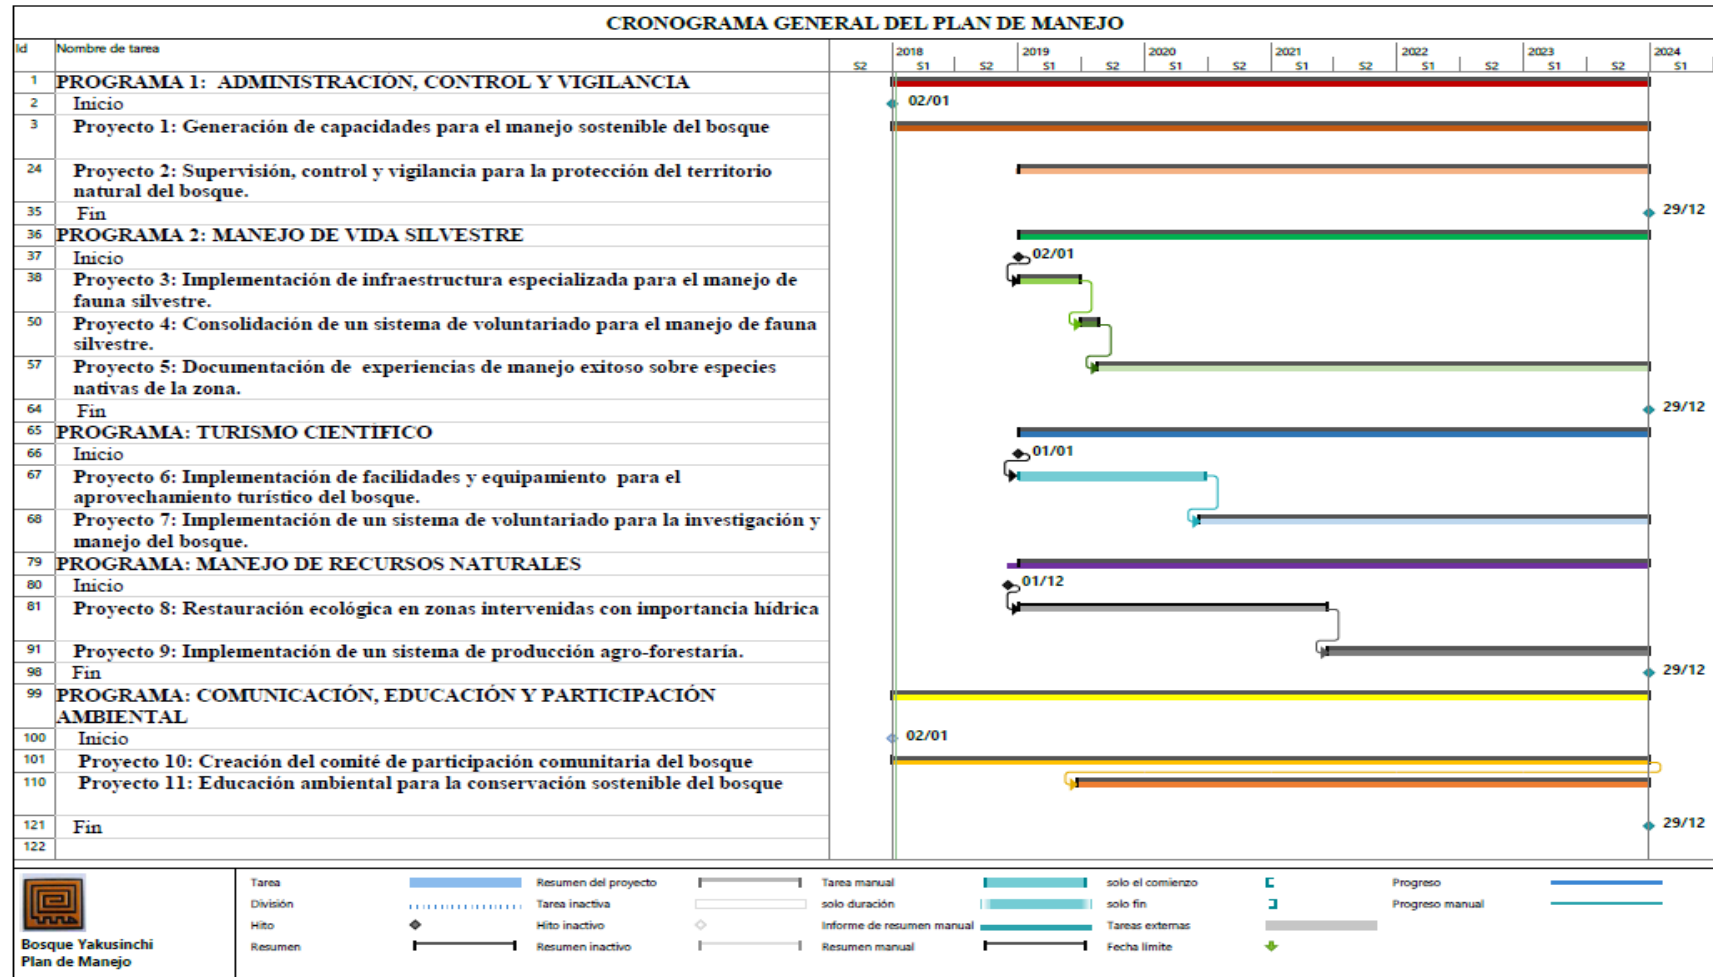 CRONOGRAMA GENERAL DEL PLAN DE MANEJO
Id Nombre de tarea 2018 2019 2020 2021 2022 2023 2024
S2 S1 S2 S1 S2 S1 S2 S1 S2 S1 S2 S1 S2 S1
1 PROGRAMA 1: ADMINISTRACIÓN, CONTROL Y VIGILANCIA
2 Inicio 02/01
3 Proyecto 1: Generación de capacidades para el manejo sostenible del bosque
24 Proyecto 2: Supervisión, control y vigilancia para la protección del territorio
natural del bosque.
35 Fin 29/12
36 PROGRAMA 2: MANEJO DE VIDA SILVESTRE
37 Inicio 02/01
38 Proyecto 3: Implementación de infraestructura especializada para el manejo de
fauna silvestre.
50 Proyecto 4: Consolidación de un sistema de voluntariado para el manejo de fauna
silvestre.
57 Proyecto 5: Documentación de experiencias de manejo exitoso sobre especies
nativas de la zona.
64 Fin 29/12
65 PROGRAMA: TURISMO CIENTÍFICO
66 Inicio 01/01
67 Proyecto 6: Implementación de facilidades y equipamiento para el
aprovechamiento turístico del bosque.
68 Proyecto 7: Implementación de un sistema de voluntariado para la investigación y
manejo del bosque.
79 PROGRAMA: MANEJO DE RECURSOS NATURALES
80 Inicio 01/12
81 Proyecto 8: Restauración ecológica en zonas intervenidas con importancia hídrica
91 Proyecto 9: Implementación de un sistema de producción agro-forestaría.
98 Fin 29/12
99 PROGRAMA: COMUNICACIÓN, EDUCACIÓN Y PARTICIPACIÓN
AMBIENTAL
100 Inicio 02/01
101 Proyecto 10: Creación del comité de participación comunitaria del bosque
110 Proyecto 11: Educación ambiental para la conservación sostenible del bosque
121 Fin 29/12
122
Bosque Yakusinchi
Plan de Manejo
Tarea Resumen del proyecto Tarea manual solo el comienzo Progreso
División Tarea inactiva solo duración solo fin Progreso manual
Hito Hito inactivo Informe de resumen manual Tareas externas
Resumen Resumen inactivo Resumen manual Fecha límite